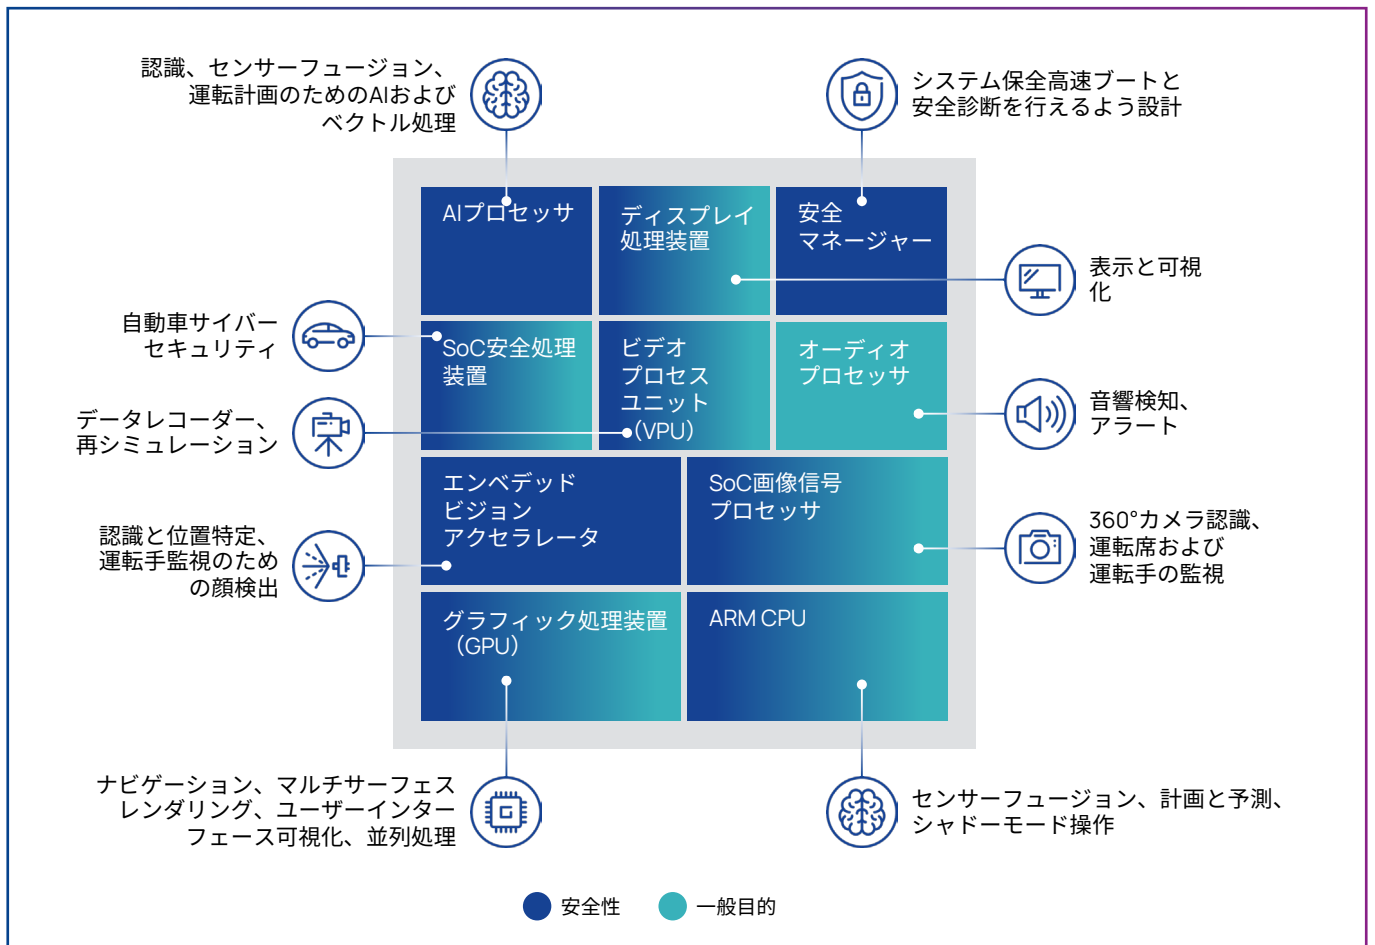 認識、センサーフュージョン、
運転計画のためのAIおよび
ベクトル処理
システム保全高速ブートと
安全診断を行えるよう設計
AIプロセッサ
ディスプレイ
処理装置
安全
マネージャー
表示と可視
化
自動車サイバー
セキュリティ
SoC安全処理
装置
ビデオ
プロセス
ユニット
（VPU）
オーディオ
プロセッサ
データレコーダー、
再シミュレーション
音響検知、
アラート
エンベデッド
ビジョン
アクセラレータ
SoC画像信号
プロセッサ
認識と位置特定、
運転手監視のため
の顔検出
360°カメラ認識、
運転席および
運転手の監視
グラフィック処理装置
（GPU）
ARM CPU
ナビゲーション、マルチサーフェス
レンダリング、ユーザーインター
フェース可視化、並列処理
センサーフュージョン、計画と予測、
シャドーモード操作
安全性
一般目的